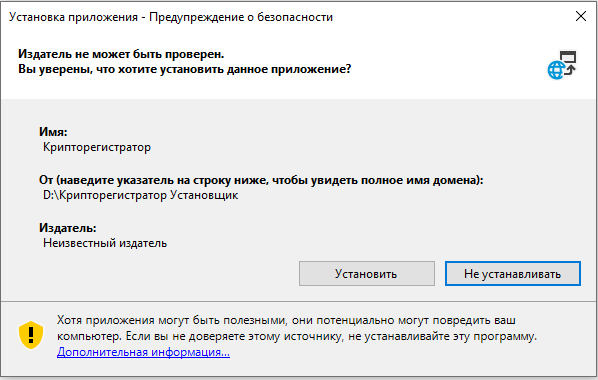 Установка приложения - Предупреждение о безопасности
Издатель не может быть проверен.
Вы уверены, что хотите установить данное приложение?
Имя:
Крипторегистратор
От (наведите указатель на строку ниже, чтобы увидеть полное имя домена):
D:\Крипторегистратор Установщик
Издатель:
Неизвестный издатель
Установить
Не устанавливать
Хотя приложения могут быть полезными, они потенциально могут повредить ваш
компьютер. Если вы не доверяете этому источнику, не устанавливайте эту программу.
Дополнительная информация...